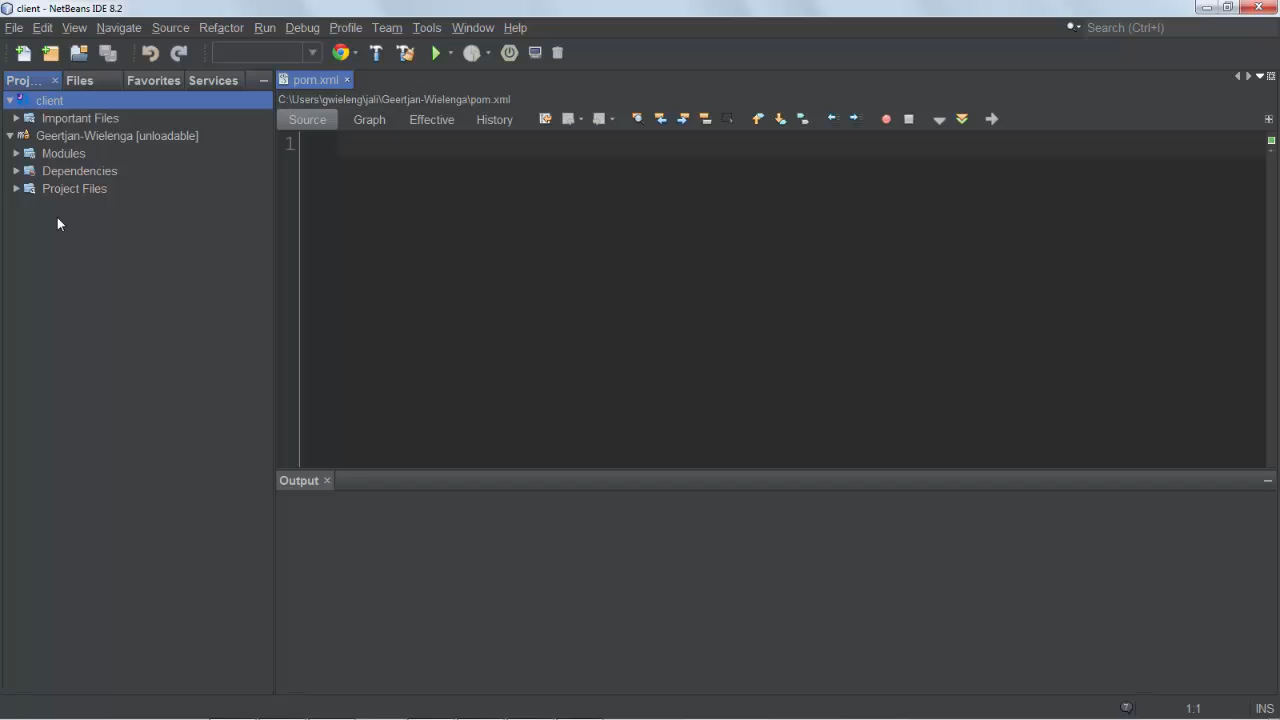 client - NetBeans IDE 8.2
File Edit View Navigate Source Refactor Run Debug Profile Team Tools Window Help
Search (Ctrl+I)
Proj... Files Favorites Services
pom.xml
client
C:\Users\gwieleng\jali\Geertjan-Wielenga\pom.xml
Important Files
Source Graph Effective History
Geertjan-Wielenga [unloadable]
1
Modules
Dependencies
Project Files
Output
1:1 INS